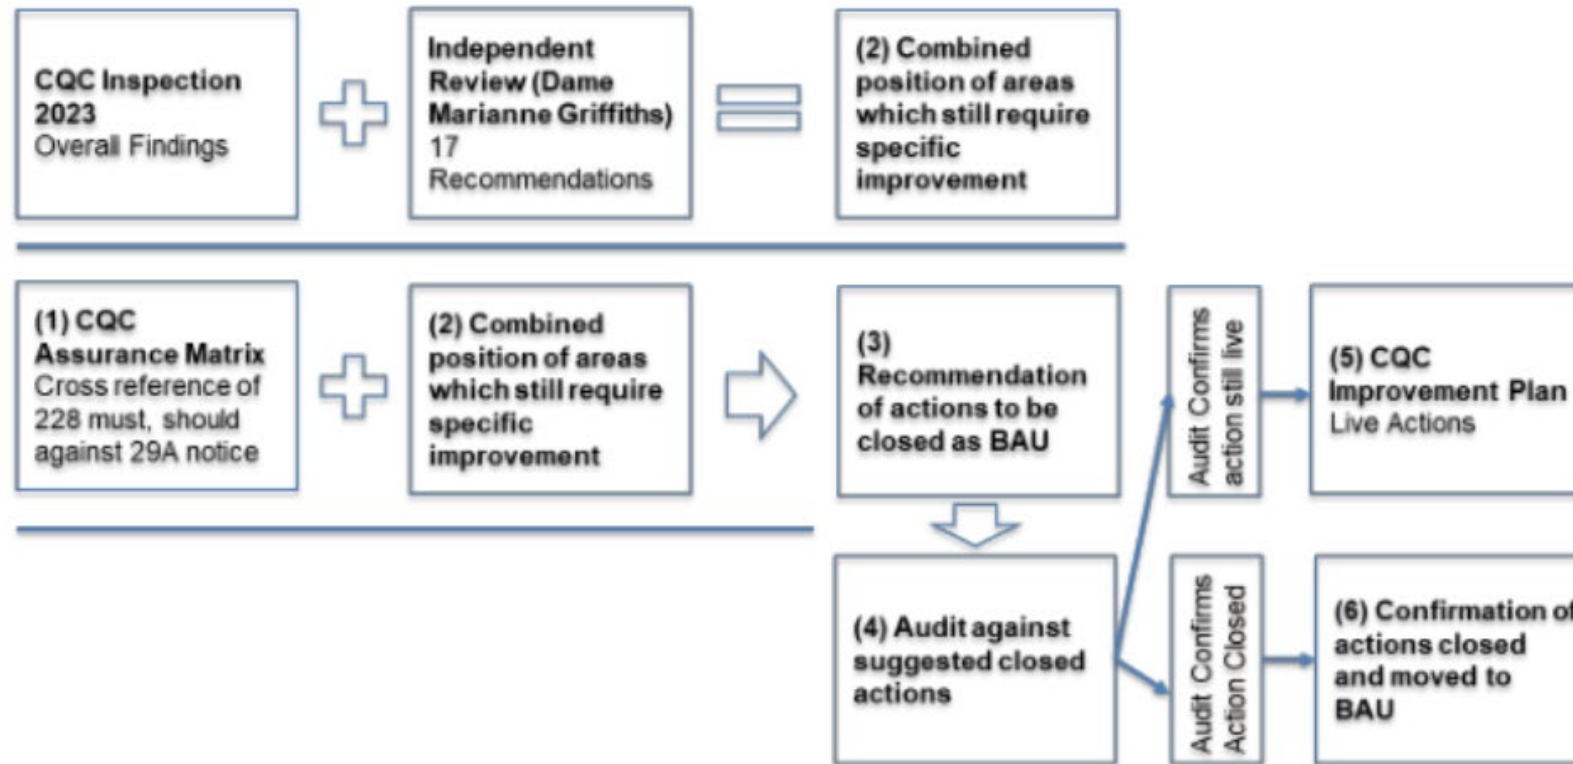 CQC Inspection
2023
Overall Findings
Independent
Review (Dame
Marianne Griffiths)
17
Recommendations
(2) Combined
position of areas
which still require
specific
improvement
(1) CQC
Assurance Matrix
Cross reference of
228 must, should
against 29A notice
(2) Combined
position of areas
which still require
specific
improvement
(3)
Recommendation
of actions to be
closed as BAU
Audit Confirms
action still live
(5) CQC
Improvement Plan
Live Actions
(4) Audit against
suggested closed
actions
Audit Confirms
Action Closed
(6) Confirmation of
actions closed
and moved to
BAU